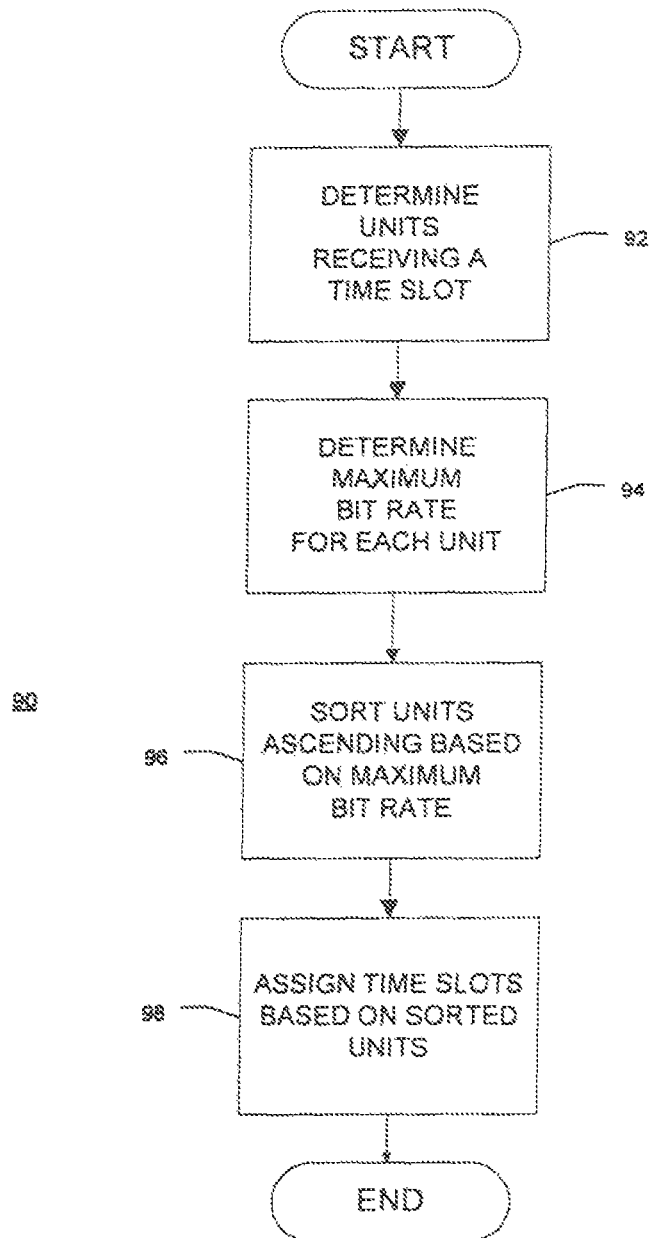 START
DETERMINE
UNITS
RECEIVING A
TIME SLOT
92
DETERMINE
MAXIMUM
BIT RATE
FOR EACH UNIT
94
90
SORT UNITS
ASCENDING BASED
ON MAXIMUM
BIT RATE
96
ASSIGN TIME SLOTS
BASED ON SORTED
UNITS
98
END